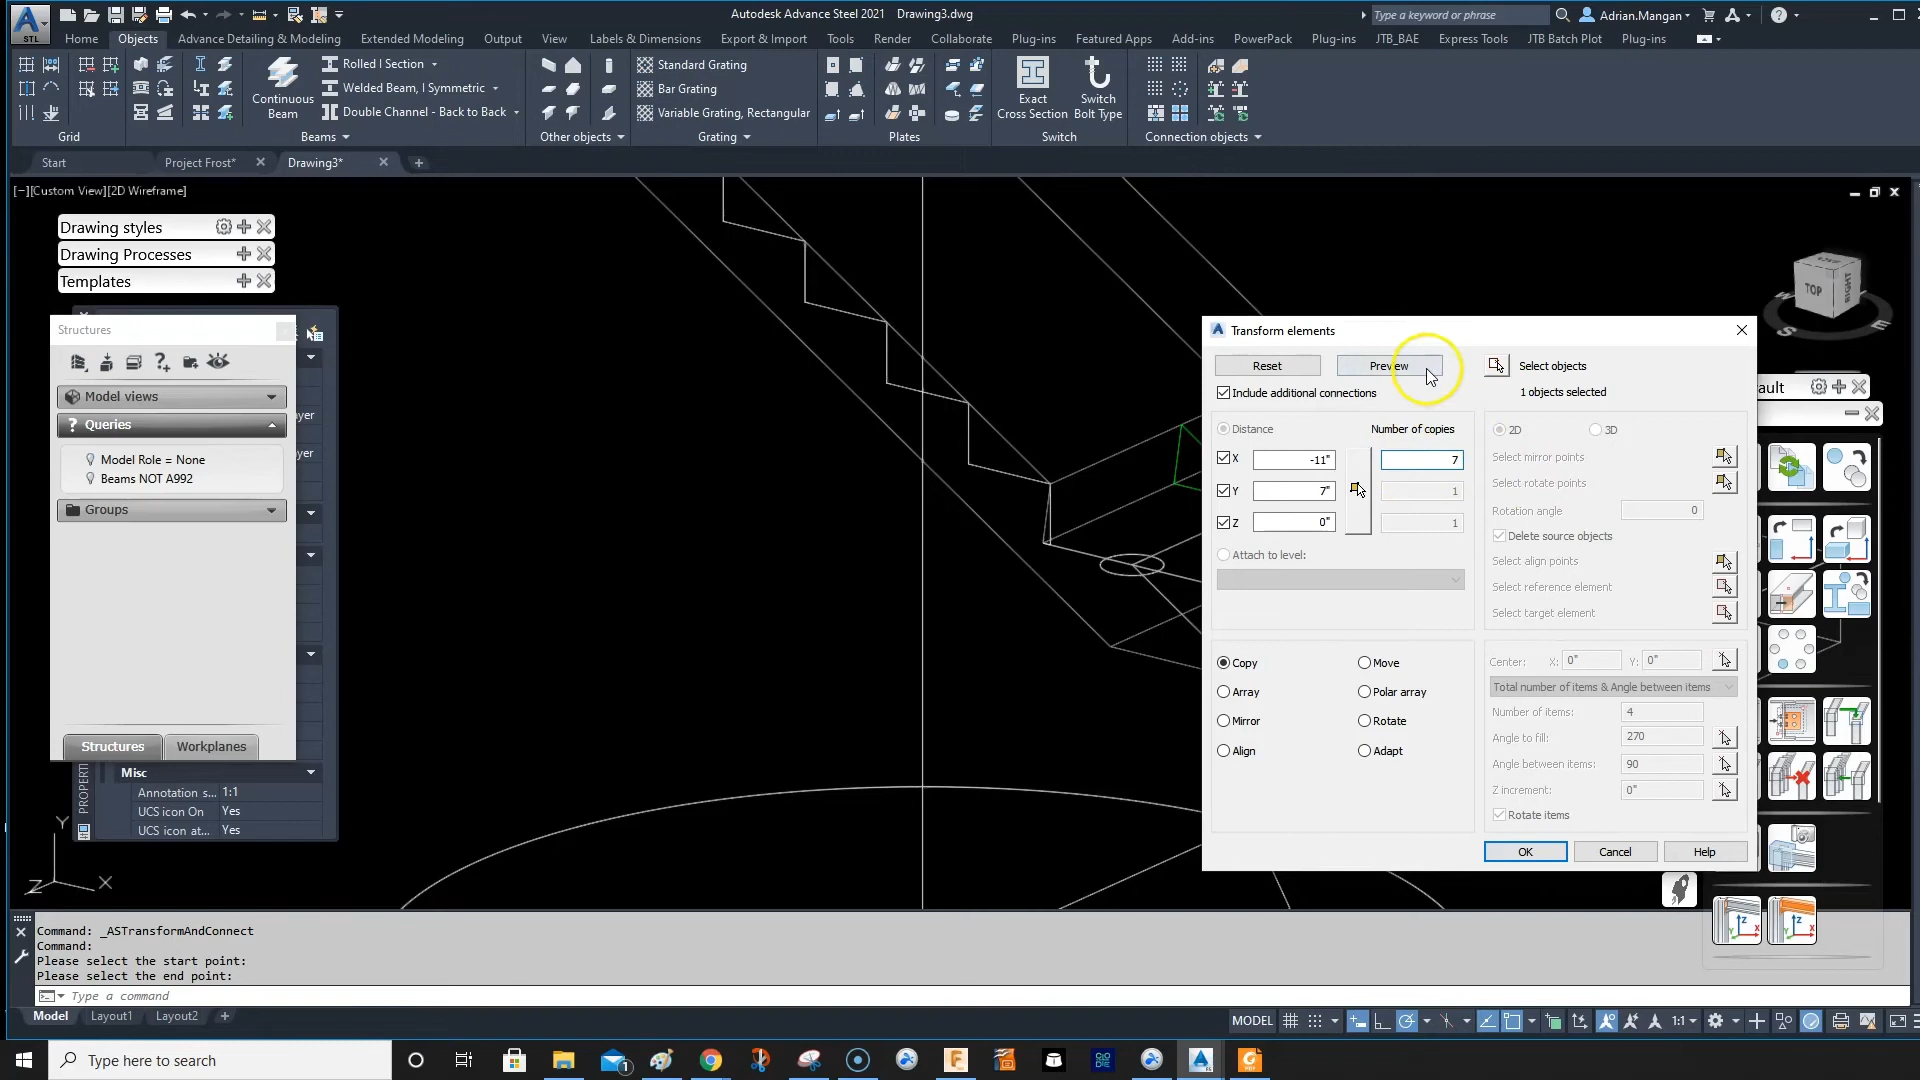 Autodesk Advance Steel 2021 Drawing3.dwg
Type a keyword or phrase
Adrian.Mangan
STL
Home Objects Advance Detailing & Modeling Extended Modeling Output View Labels & Dimensions Export & Import Tools Render Collaborate Plug-ins Featured Apps Add-ins PowerPack Plug-ins JTB_BAE Express Tools JTB Batch Plot Plug-ins
Rolled I Section
Welded Beam, I Symmetric
Double Channel - Back to Back
Continuous
Beam
Standard Grating
Bar Grating
Variable Grating, Rectangular
Exact
Cross Section
Switch
Bolt Type
Grid Beams Other objects Grating Plates Switch Connection objects
Start Project Frost* Drawing3*
[−][Custom View][2D Wireframe]
Drawing styles
Drawing Processes
Templates
Structures
Model views
Queries
Model Role = None
Beams NOT A992
Groups
Structures Workplanes
ayer
yer
PROPERTI
Misc
Annotation s... 1:1
UCS icon On Yes
UCS icon at... Yes
Y
Z X
TOP
RIGHT
BACK
W
S
E
ault
Transform elements
Reset Preview Select objects
Include additional connections 1 objects selected
Distance Number of copies
X -11" 7
Y 7" 1
Z 0" 1
Attach to level:
2D 3D
Select mirror points
Select rotate points
Rotation angle 0
Delete source objects
Select align points
Select reference element
Select target element
Copy Move
Array Polar array
Mirror Rotate
Align Adapt
Center: X: 0" Y: 0"
Total number of items & Angle between items
Number of items: 4
Angle to fill: 270
Angle between items: 90
Z increment: 0"
Rotate items
OK Cancel Help
Command: _ASTransformAndConnect
Command:
Please select the start point:
Please select the end point:
Type a command
Model Layout1 Layout2
MODEL 1:1
Type here to search